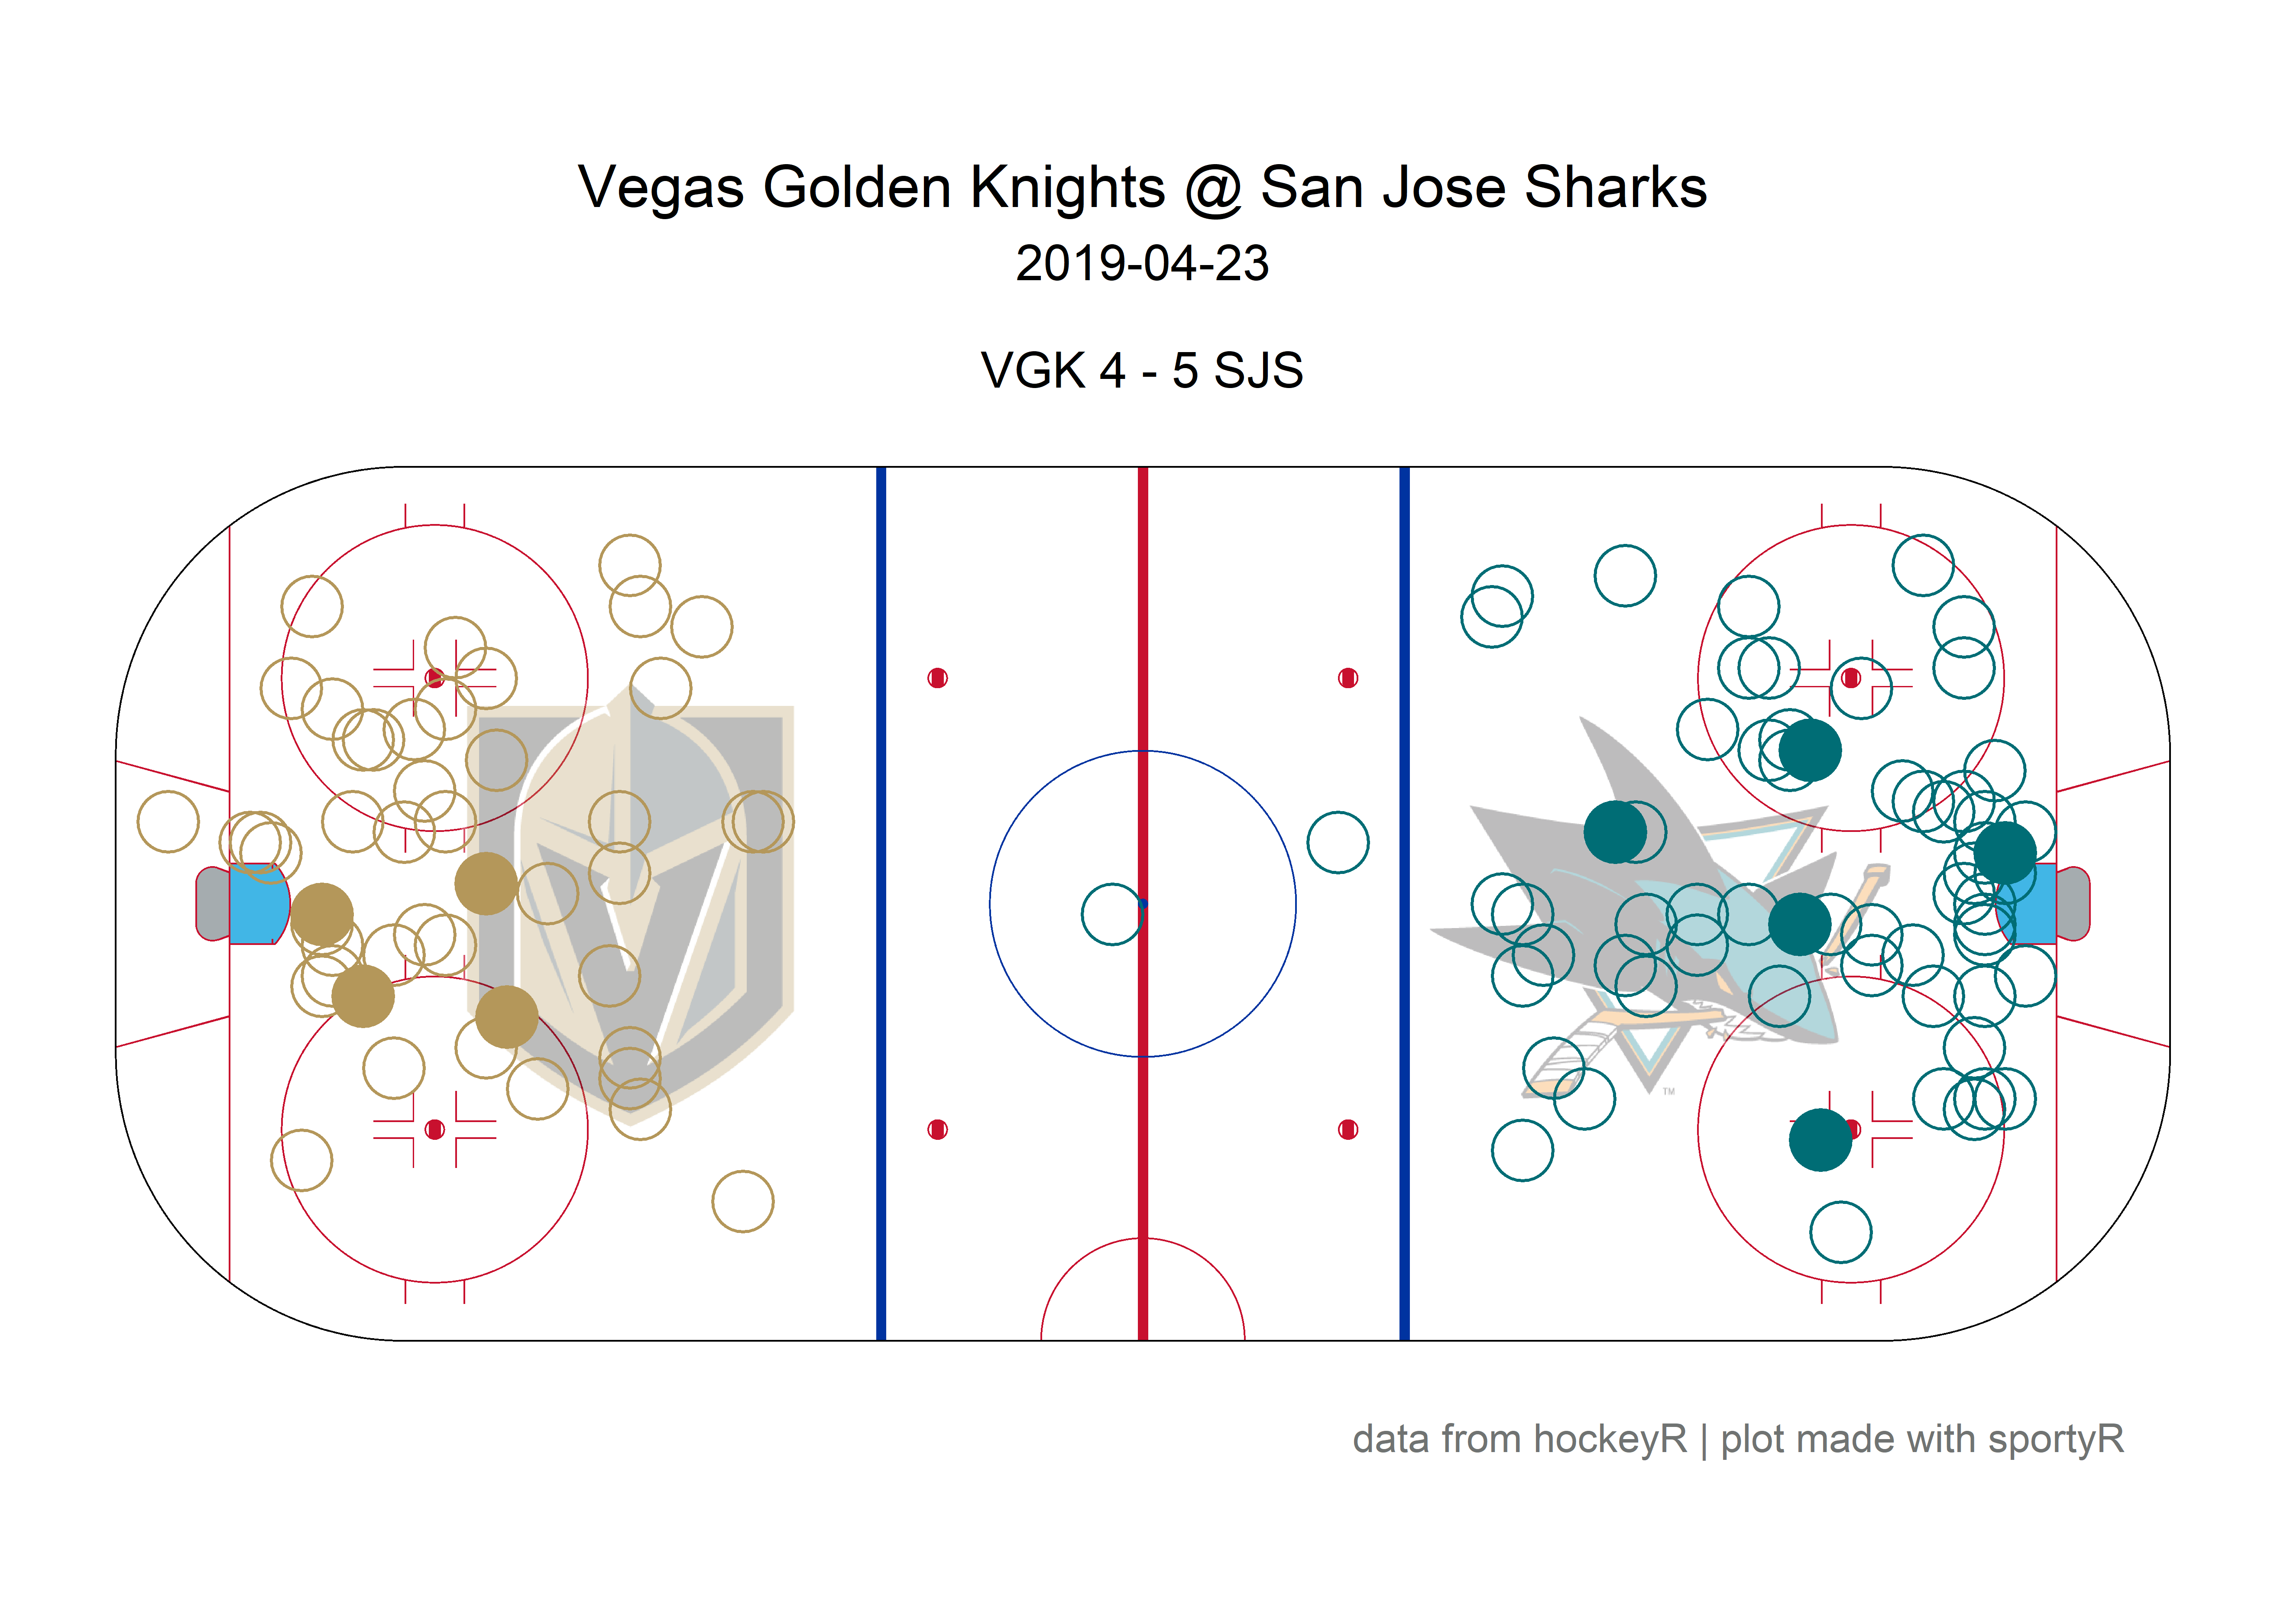 Vegas Golden Knights @ San Jose Sharks
2019-04-23
VGK 4 - 5 SJS
TM
data from hockeyR | plot made with sportyR